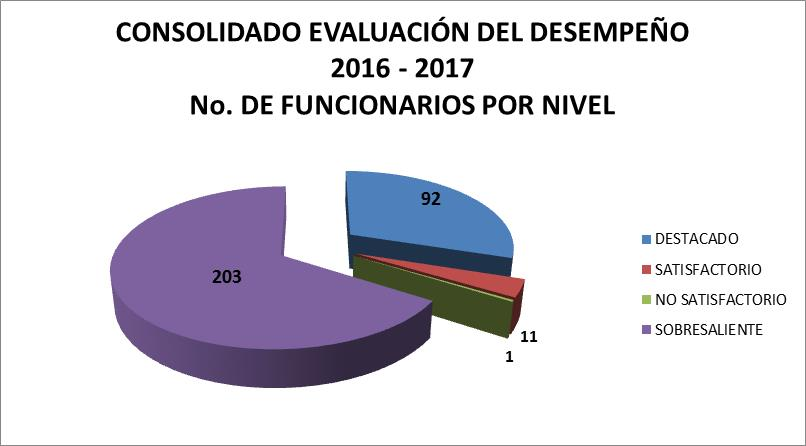 CONSOLIDADO EVALUACIÓN DEL DESEMPEÑO
2016 - 2017
No. DE FUNCIONARIOS POR NIVEL
92
203
11
1
DESTACADO
SATISFACTORIO
NO SATISFACTORIO
SOBRESALIENTE